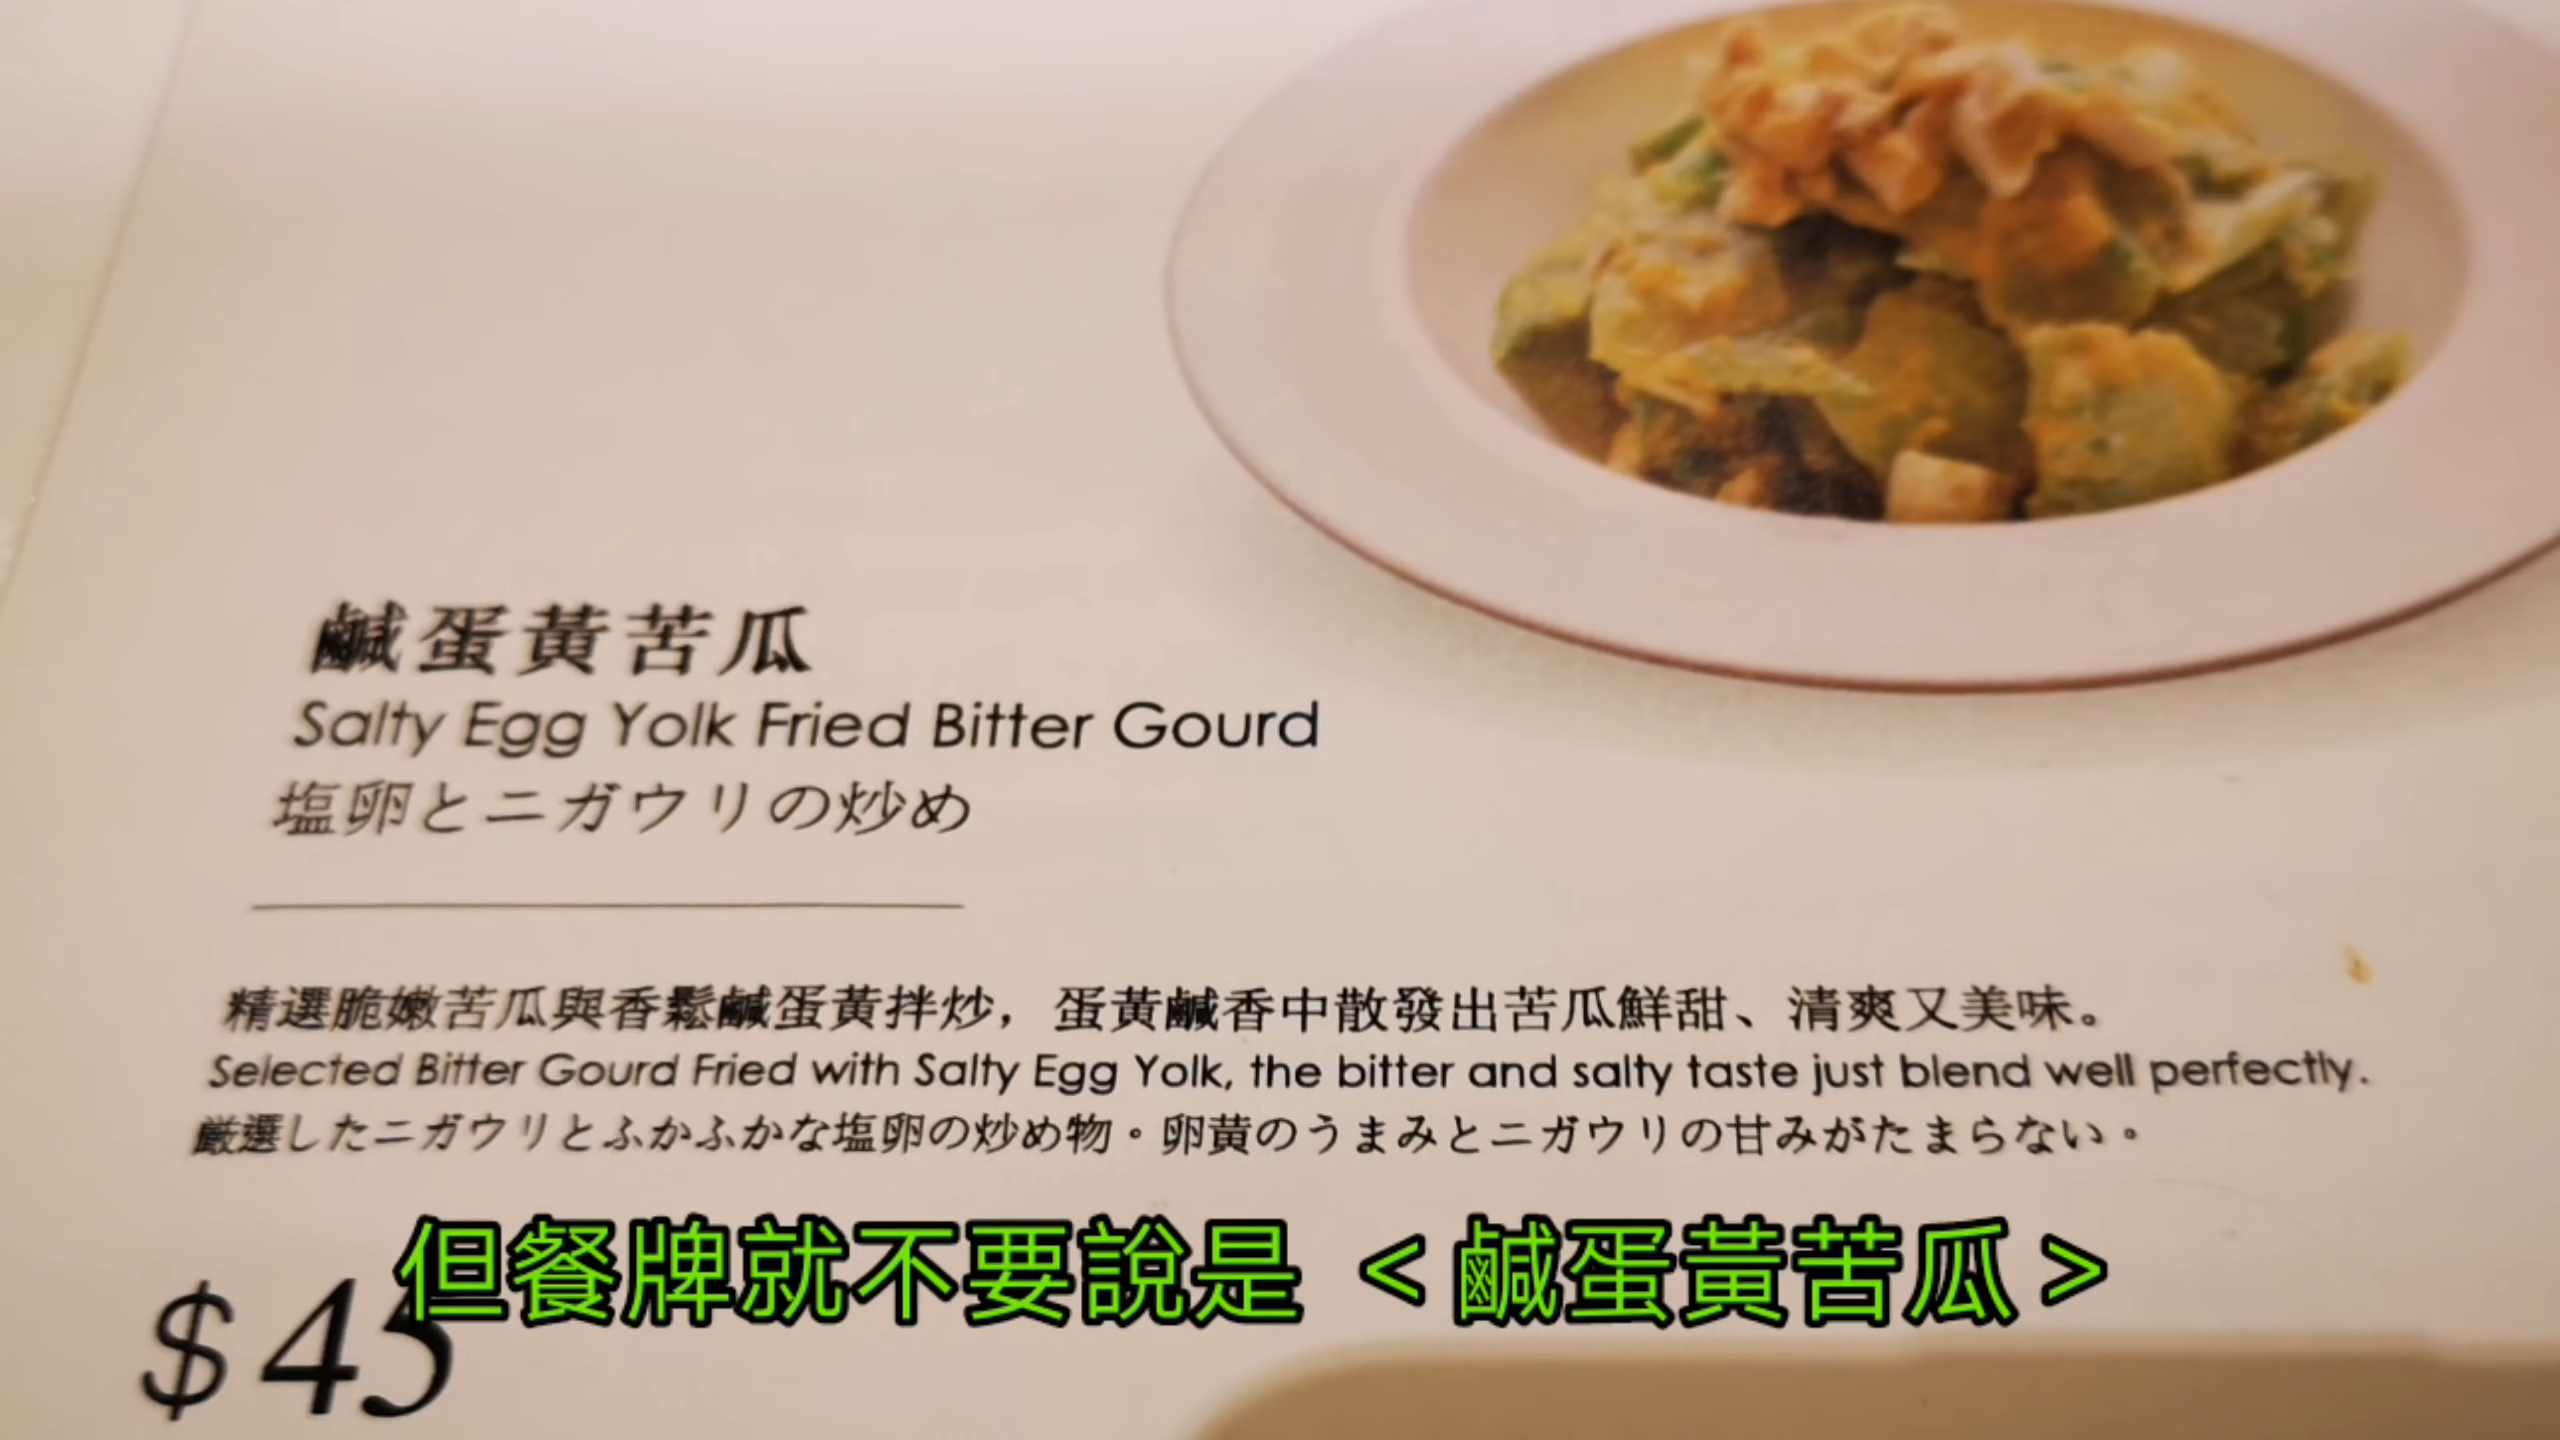 鹹蛋黃苦瓜
Salty Egg Yolk Fried Bitter Gourd
塩卵とニガウリの炒め
精選脆嫩苦瓜與香鬆鹹蛋黃拌炒，蛋黃鹹香中散發出苦瓜鮮甜、清爽又美味。
Selected Bitter Gourd Fried with Salty Egg Yolk, the bitter and salty taste just blend well perfectly.
厳選したニガウリとふかふかな塩卵の炒め物。卵黄のうまみとニガウリの甘みがたまらない。
但餐牌就不要說是＜鹹蛋黃苦瓜＞
$45